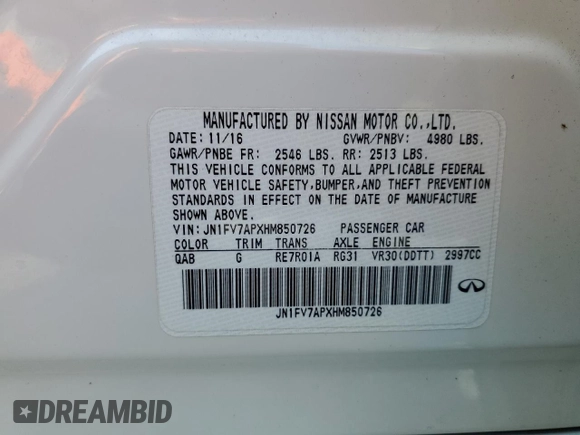 MANUFACTURED BY NISSAN MOTOR CO.,LTD.
DATE: 11/16 GVWR/PNBV: 4980 LBS.
GAWR/PNBE FR: 2546 LBS. RR: 2513 LBS.
THIS VEHICLE CONFORMS TO ALL APPLICABLE FEDERAL
MOTOR VEHICLE SAFETY,BUMPER,AND THEFT PREVENTION
STANDARDS IN EFFECT ON THE DATE OF MANUFACTURE
SHOWN ABOVE.
VIN: JN1FV7APXHM850726 PASSENGER CAR
COLOR TRIM TRANS AXLE ENGINE
QAB G RE7R01A RG31 VR30(DDTT) 2997CC
JN1FV7APXHM850726
DREAMBID